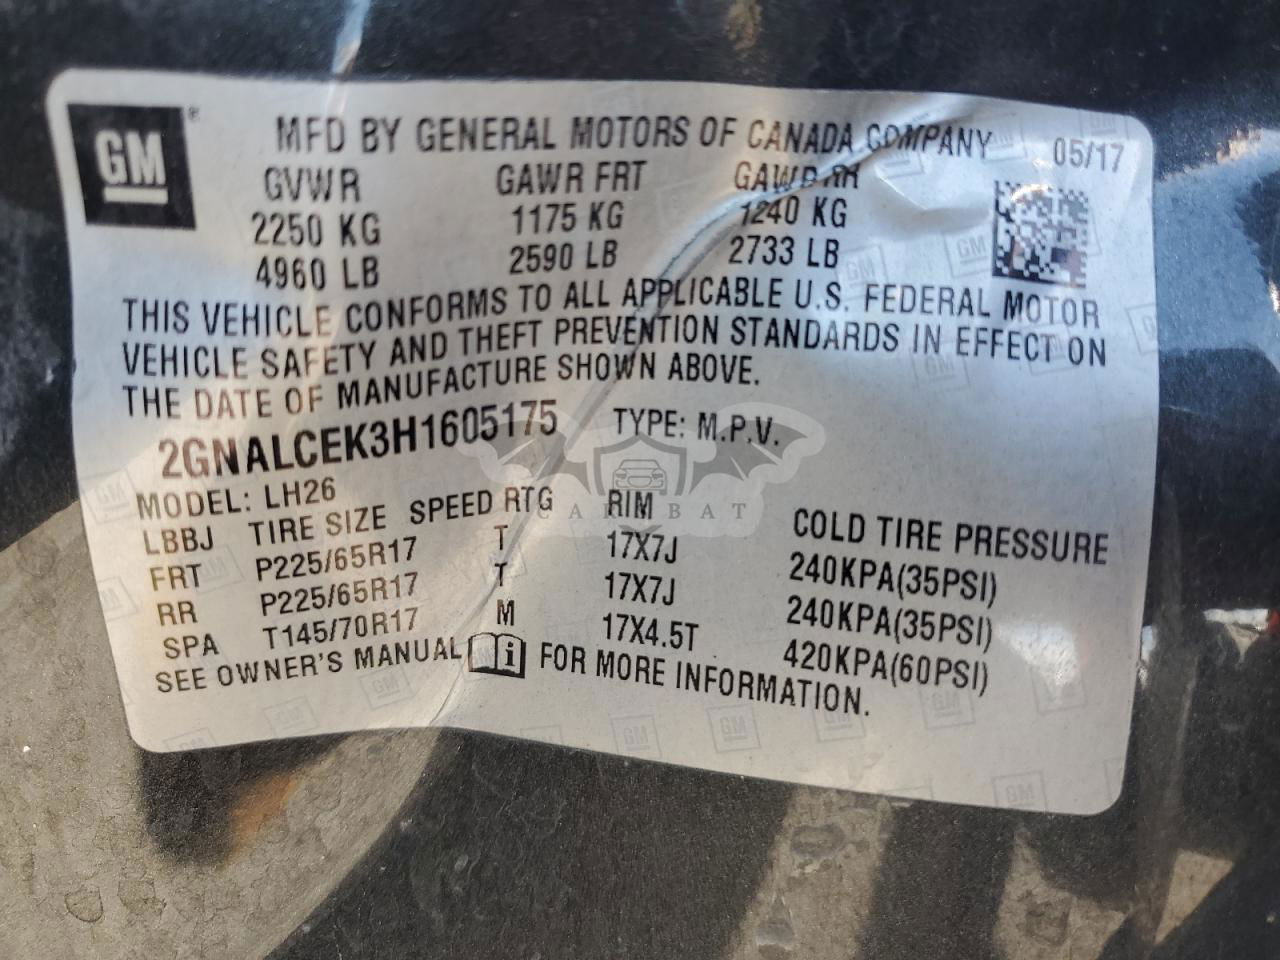 GM®
MFD BY GENERAL MOTORS OF CANADA COMPANY 05/17
GVWR GAWR FRT GAWR RR
2250 KG 1175 KG 1240 KG
4960 LB 2590 LB 2733 LB
THIS VEHICLE CONFORMS TO ALL APPLICABLE U.S. FEDERAL MOTOR
VEHICLE SAFETY AND THEFT PREVENTION STANDARDS IN EFFECT ON
THE DATE OF MANUFACTURE SHOWN ABOVE.
2GNALCEK3H1605175 TYPE: M.P.V.
MODEL: LH26
LBBJ TIRE SIZE SPEED RTG RIM COLD TIRE PRESSURE
FRT P225/65R17 T 17X7J 240KPA(35PSI)
RR P225/65R17 T 17X7J 240KPA(35PSI)
SPA T145/70R17 M 17X4.5T 420KPA(60PSI)
SEE OWNER'S MANUAL i FOR MORE INFORMATION.
CARSBAT